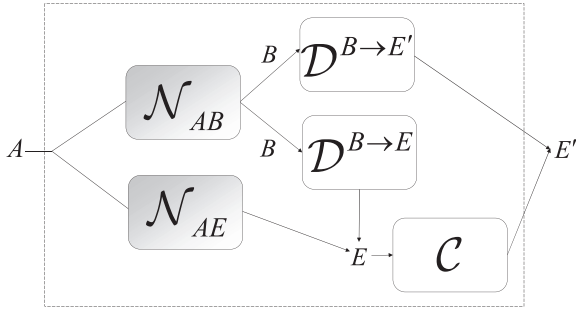 B
𝒟^{B→E′}
𝒩_{AB}
A
B
𝒟^{B→E}
E′
𝒩_{AE}
E
𝒞